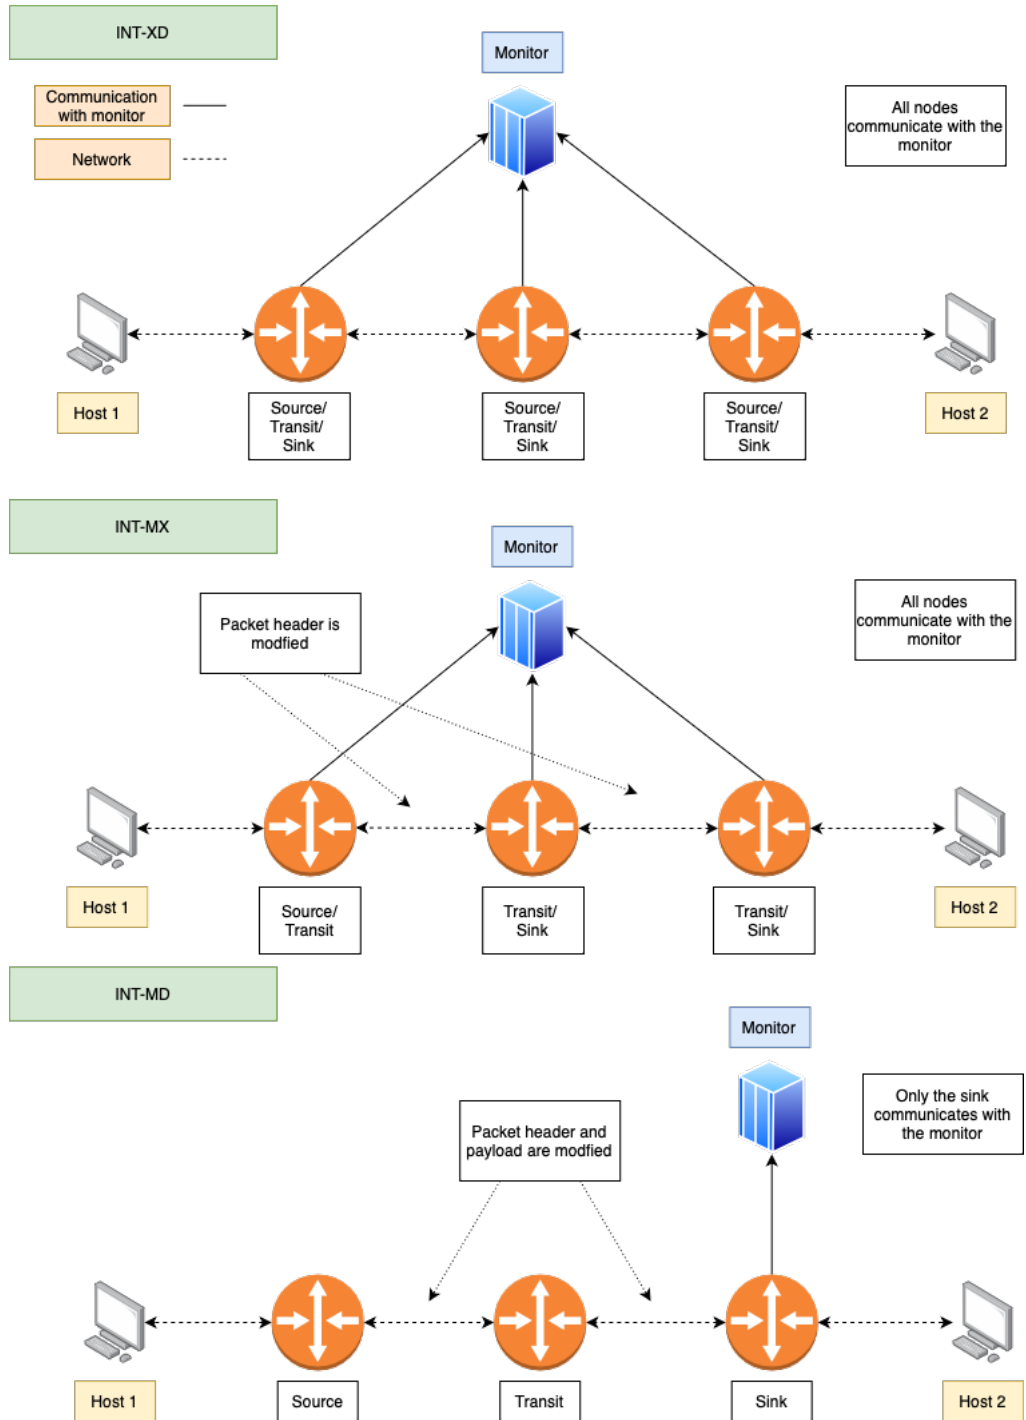 INT-XD
Monitor
Communication
with monitor
All nodes
communicate with the
monitor
Network
Host 1
Source/
Transit/
Sink
Source/
Transit/
Sink
Source/
Transit/
Sink
Host 2
INT-MX
Monitor
Packet header is
modfied
All nodes
communicate with the
monitor
Host 1
Source/
Transit
Transit/
Sink
Transit/
Sink
Host 2
INT-MD
Monitor
Only the sink
communicates with
the monitor
Packet header and
payload are modfied
Host 1
Source
Transit
Sink
Host 2